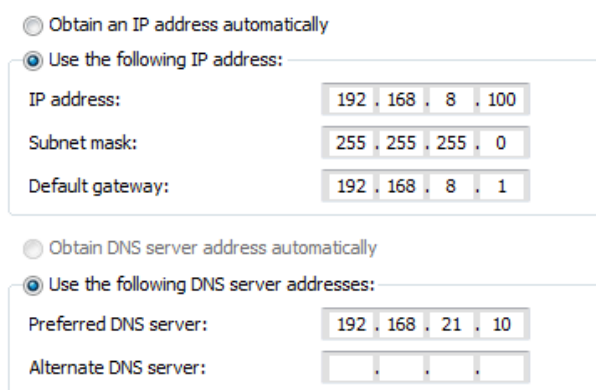 Obtain an IP address automatically
Use the following IP address:
IP address: 192 . 168 . 8 . 100
Subnet mask: 255 . 255 . 255 . 0
Default gateway: 192 . 168 . 8 . 1
Obtain DNS server address automatically
Use the following DNS server addresses:
Preferred DNS server: 192 . 168 . 21 . 10
Alternate DNS server: . . .